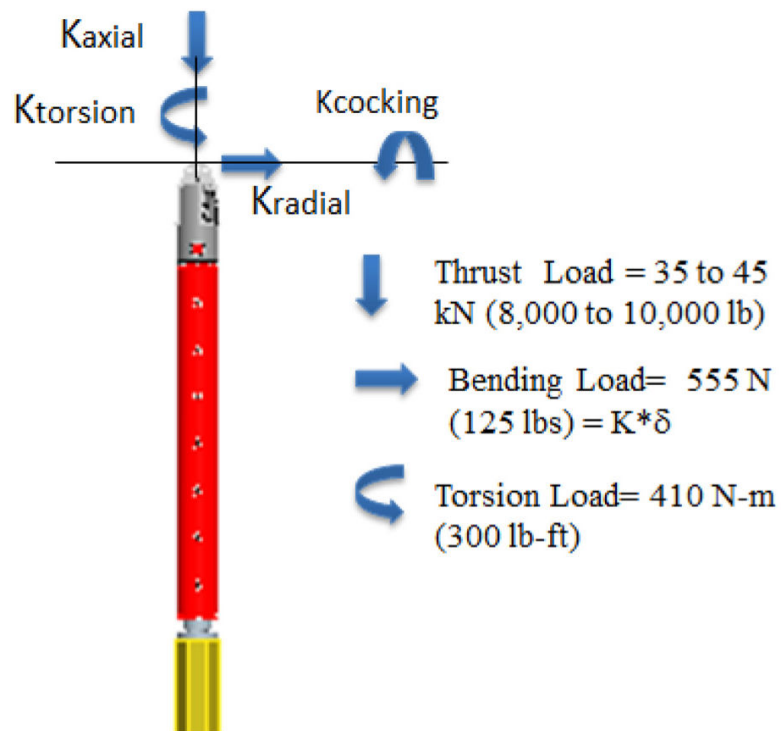 Kaxial
Ktorsion
Kcocking
Kradial
Thrust Load = 35 to 45
kN (8,000 to 10,000 lb)
Bending Load= 555 N
(125 lbs) = K*δ
Torsion Load= 410 N-m
(300 lb-ft)